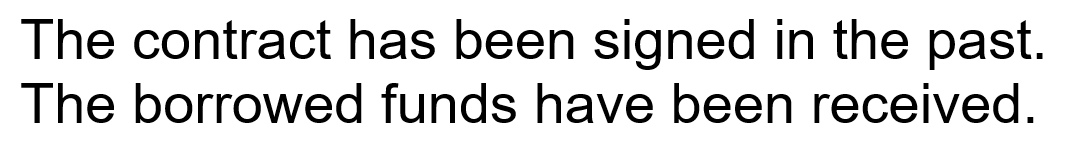 The contract has been signed in the past.
The borrowed funds have been received.